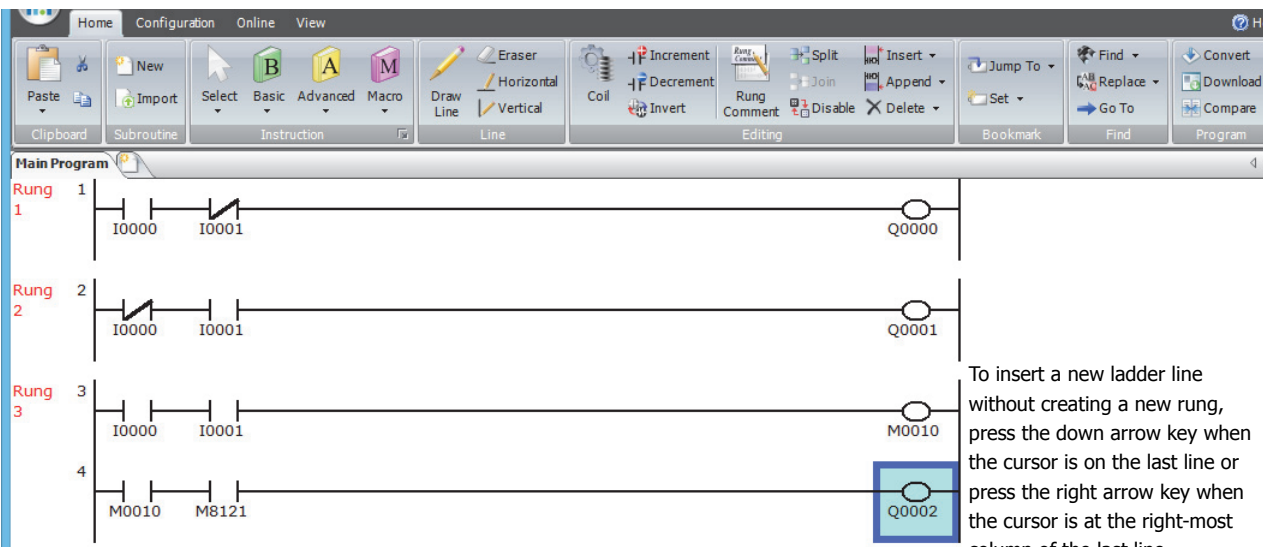 Home Configuration Online View H
Paste
New
Import
Select Basic Advanced Macro
B A M
Draw Line
Eraser
Horizontal
Vertical
Coil
Increment
Decrement
Invert
Rung Comment
Split
Join
Disable
Insert
Append
Delete
Jump To
Set
Find
Replace
Go To
Convert
Download
Compare
Clipboard Subroutine Instruction Line Editing Bookmark Find Program
Main Program
Rung 1
1
I0000 I0001 Q0000
Rung 2
2
I0000 I0001 Q0001
Rung 3
3
I0000 I0001 M0010
4
M0010 M8121 Q0002
To insert a new ladder line
without creating a new rung,
press the down arrow key when
the cursor is on the last line or
press the right arrow key when
the cursor is at the right-most
column of the last line